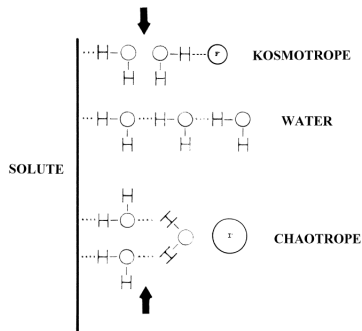 H O O H KOSMOTROPE
H H
H O H O H O WATER
H H H
SOLUTE
H
H O H
O CHAOTROPE
H O H
H